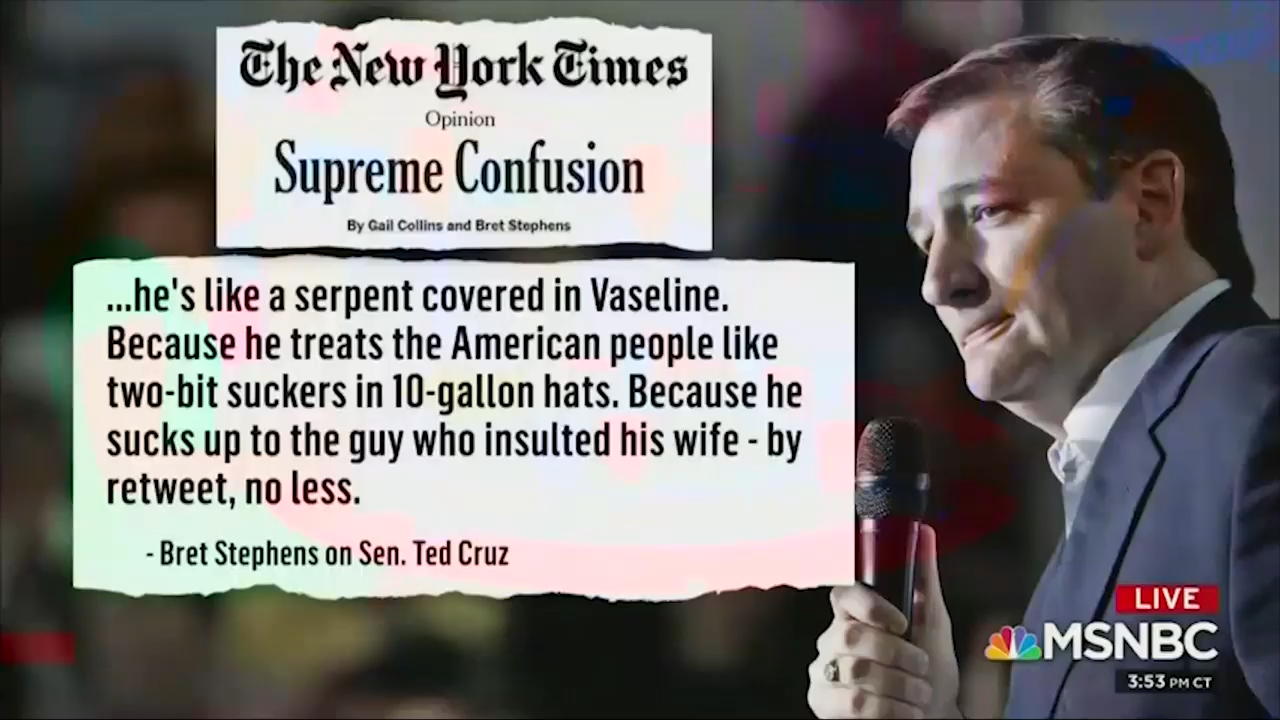 The New York Times
Opinion
Supreme Confusion
By Gail Collins and Bret Stephens
...he's like a serpent covered in Vaseline.
Because he treats the American people like
two-bit suckers in 10-gallon hats. Because he
sucks up to the guy who insulted his wife - by
retweet, no less.
- Bret Stephens on Sen. Ted Cruz
LIVE
MSNBC
3:53 PM CT